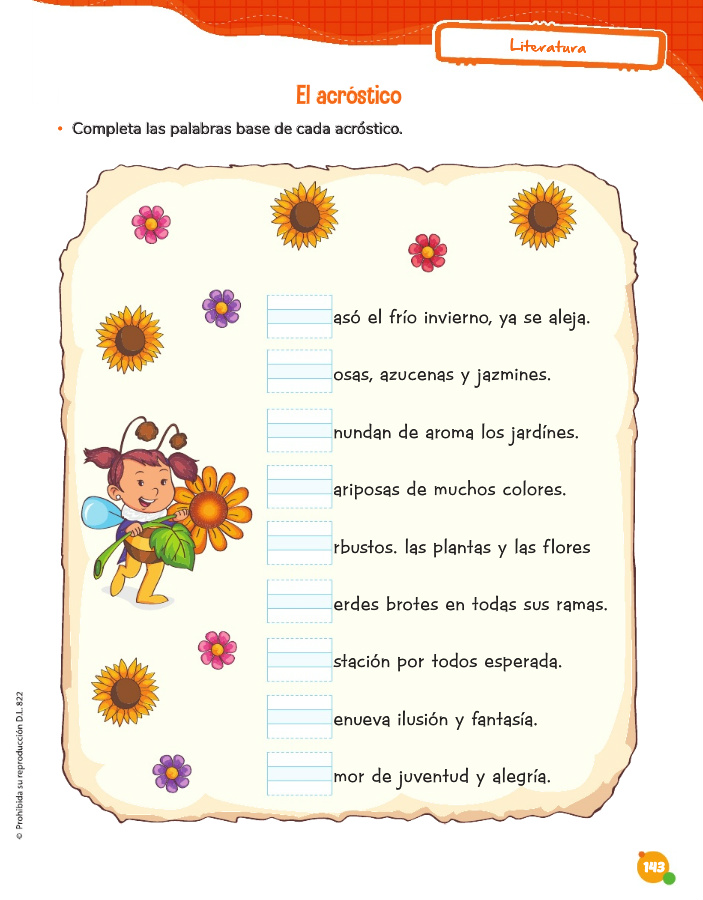 Literatura
El acróstico
• Completa las palabras base de cada acróstico.
asó el frío invierno, ya se aleja.
osas, azucenas y jazmines.
nundan de aroma los jardínes.
ariposas de muchos colores.
rbustos. las plantas y las flores
erdes brotes en todas sus ramas.
stación por todos esperada.
enueva ilusión y fantasía.
mor de juventud y alegría.
© Prohibida su reproducción D.L. 822
143